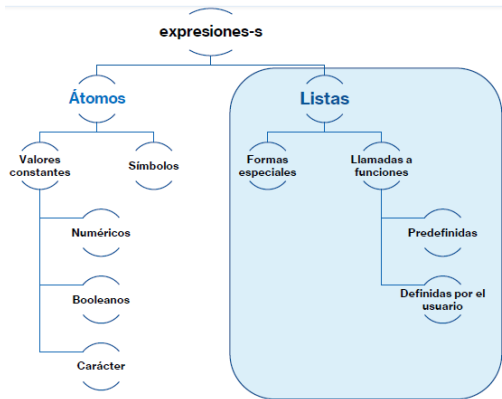 expresiones-s
Átomos
Listas
Valores
constantes
Símbolos
Formas
especiales
Llamadas a
funciones
Numéricos
Predefinidas
Booleanos
Definidas por el
usuario
Carácter